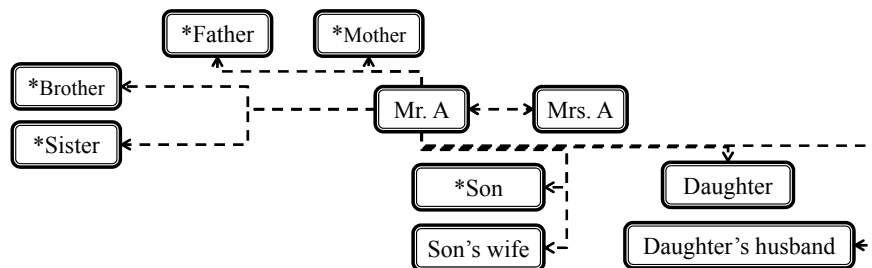 *Father
*Mother
*Brother
Mr. A
Mrs. A
*Sister
*Son
Daughter
Son's wife
Daughter's husband